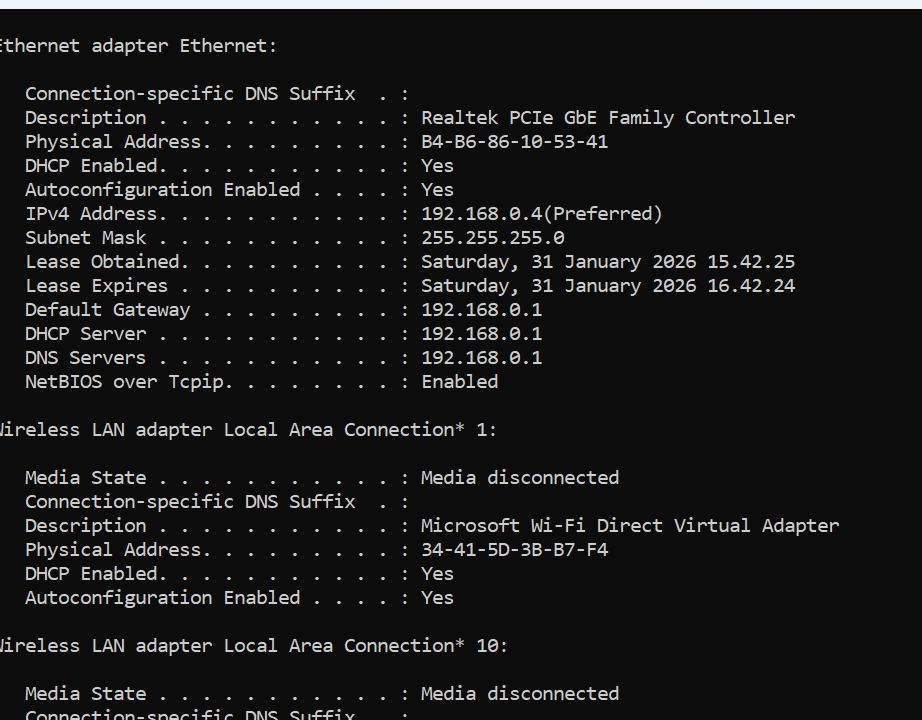 Ethernet adapter Ethernet:
Connection-specific DNS Suffix  . :
Description . . . . . . . . . . . : Realtek PCIe GbE Family Controller
Physical Address. . . . . . . . . : B4-B6-86-10-53-41
DHCP Enabled. . . . . . . . . . . : Yes
Autoconfiguration Enabled . . . . : Yes
IPv4 Address. . . . . . . . . . . : 192.168.0.4(Preferred)
Subnet Mask . . . . . . . . . . . : 255.255.255.0
Lease Obtained. . . . . . . . . . : Saturday, 31 January 2026 15.42.25
Lease Expires . . . . . . . . . . : Saturday, 31 January 2026 16.42.24
Default Gateway . . . . . . . . . : 192.168.0.1
DHCP Server . . . . . . . . . . . : 192.168.0.1
DNS Servers . . . . . . . . . . . : 192.168.0.1
NetBIOS over Tcpip. . . . . . . . : Enabled
Wireless LAN adapter Local Area Connection* 1:
Media State . . . . . . . . . . . : Media disconnected
Connection-specific DNS Suffix  . :
Description . . . . . . . . . . . : Microsoft Wi-Fi Direct Virtual Adapter
Physical Address. . . . . . . . . : 34-41-5D-3B-B7-F4
DHCP Enabled. . . . . . . . . . . : Yes
Autoconfiguration Enabled . . . . : Yes
Wireless LAN adapter Local Area Connection* 10:
Media State . . . . . . . . . . . : Media disconnected
Connection-specific DNS Suffix  . :